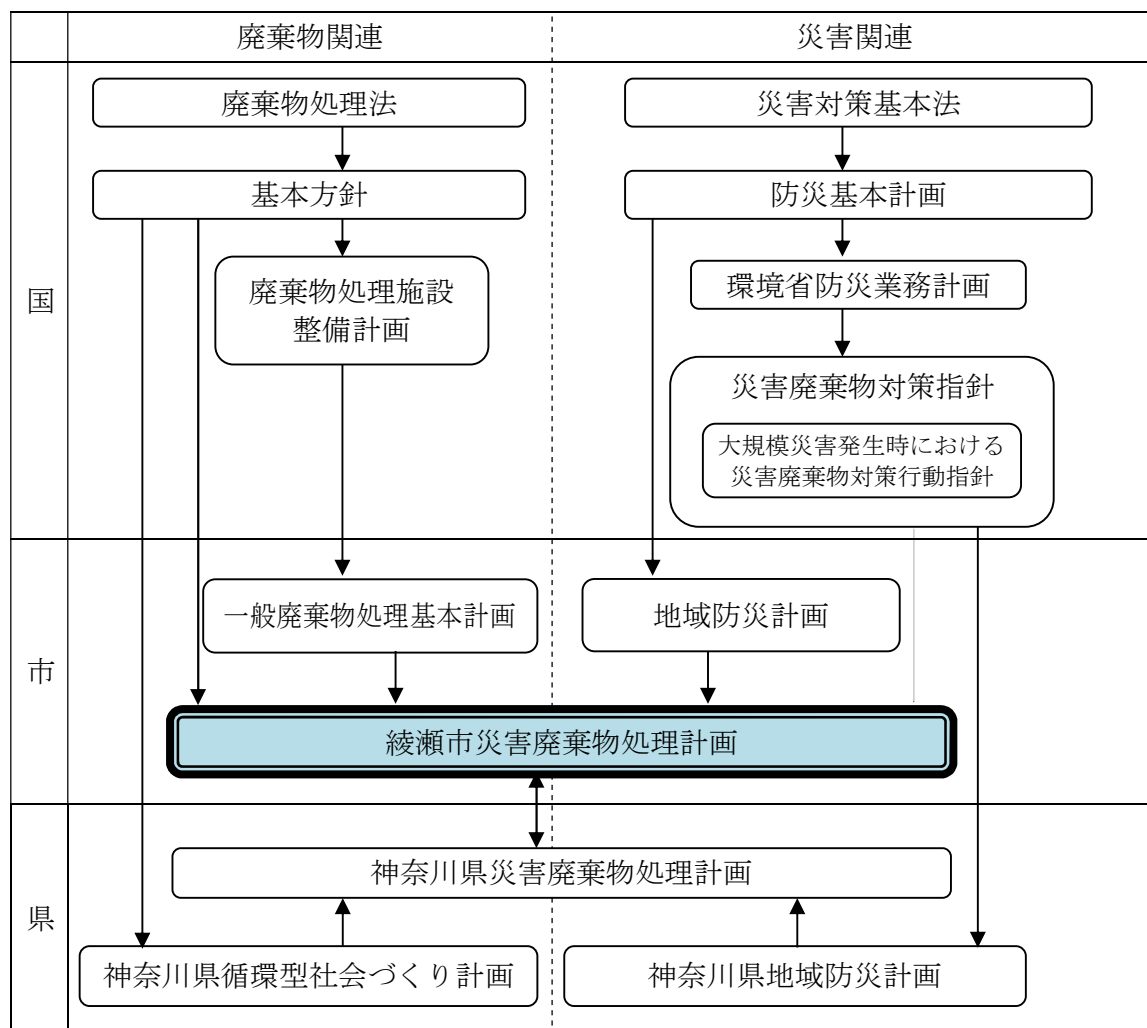 廃棄物関連
災害関連
国
廃棄物処理法
災害対策基本法
基本方針
防災基本計画
廃棄物処理施設
整備計画
環境省防災業務計画
災害廃棄物対策指針
大規模災害発生時における
災害廃棄物対策行動指針
市
一般廃棄物処理基本計画
地域防災計画
綾瀬市災害廃棄物処理計画
県
神奈川県災害廃棄物処理計画
神奈川県循環型社会づくり計画
神奈川県地域防災計画